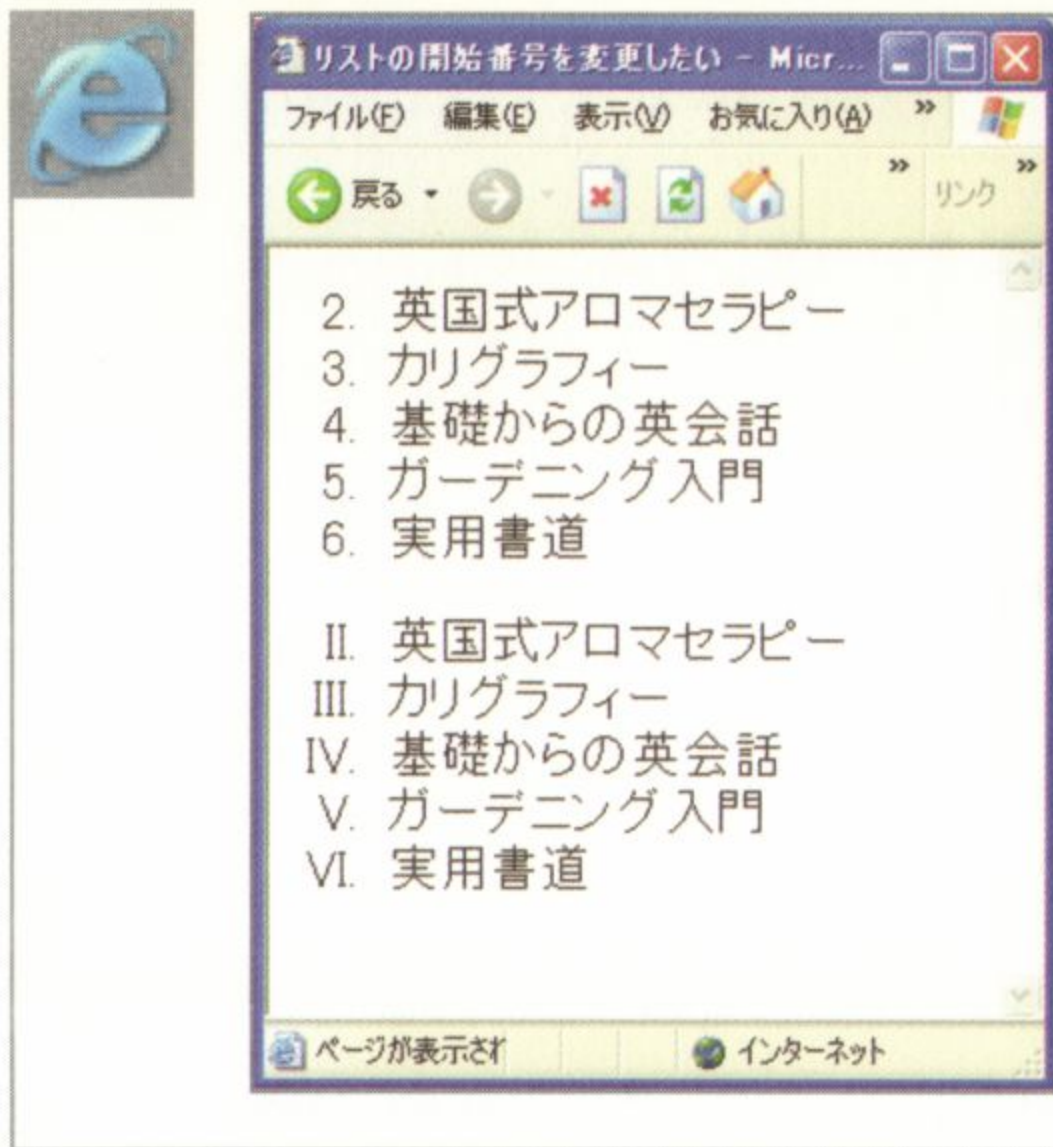 リストの開始番号を変更したい - Micr...
ファイル(F) 編集(E) 表示(V) お気に入り(A) »
戻る » リンク »
2. 英国式アロマセラピー
3. カリグラフィー
4. 基礎からの英会話
5. ガーデニング入門
6. 実用書道
II. 英国式アロマセラピー
III. カリグラフィー
IV. 基礎からの英会話
V. ガーデニング入門
VI. 実用書道
ページが表示され インターネット